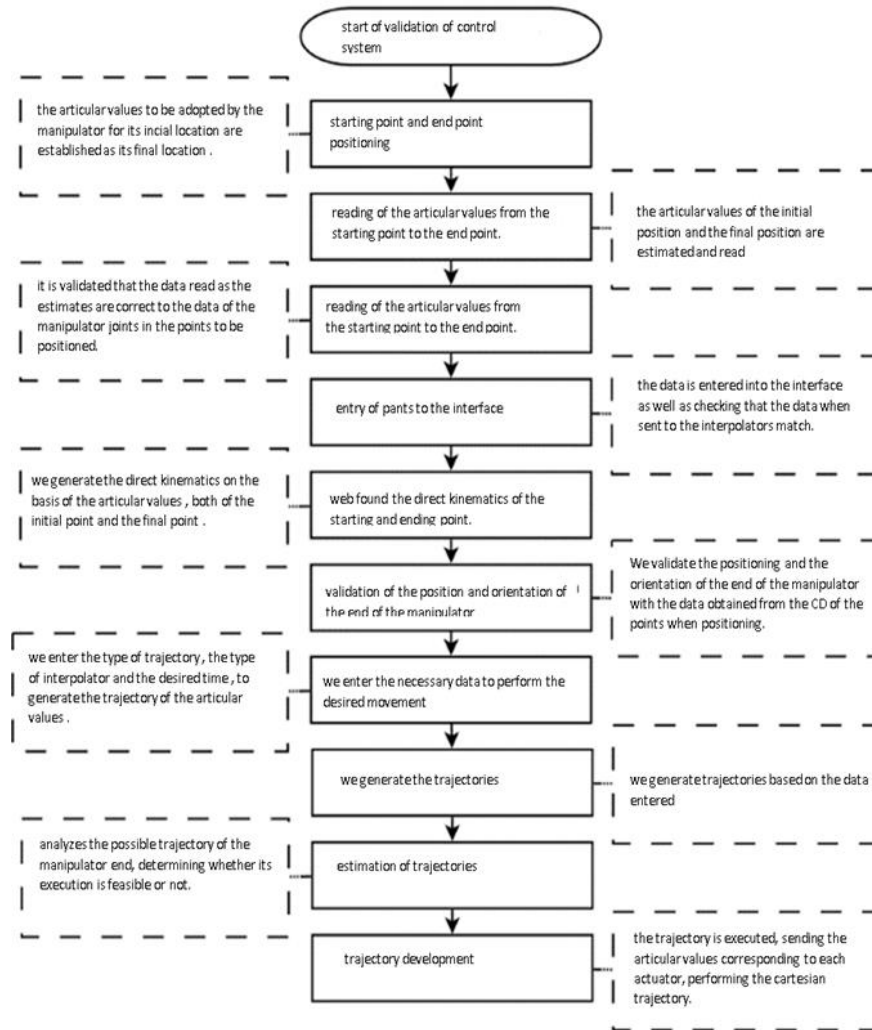 start of validation of control
system
the articular values to be adopted by the
manipulator for its incial location are
established as its final location .
starting point and end point
positioning
reading of the articular values from the
starting point to the end point.
the articular values of the initial
position and the final position are
estimated and read
it is validated that the data read as the
estimates are correct to the data of the
manipulator joints in the points to be
positioned.
reading of the articular values from
the starting point to the end point.
entry of pants to the interface
the data is entered into the interface
as well as checking that the data when
sent to the interpolators match.
we generate the direct kinematics on the
basis of the articular values , both of the
initial point and the final point .
web found the direct kinematics of the
starting and ending point.
validation of the position and orientation of
the end of the manipulator
We validate the positioning and the
orientation of the end of the manipulator
with the data obtained from the CD of the
points when positioning.
we enter the type of trajectory , the type
of interpolator and the desired time , to
generate the trajectory of the articular
values .
we enter the necessary data to perform the
desired movement
we generate the trajectories
we generate trajectories based on the data
entered
analyzes the possible trajectory of the
manipulator end, determining whether its
execution is feasible or not.
estimation of trajectories
trajectory development
the trajectory is executed, sending the
articular values corresponding to each
actuator, performing the cartesian
trajectory.